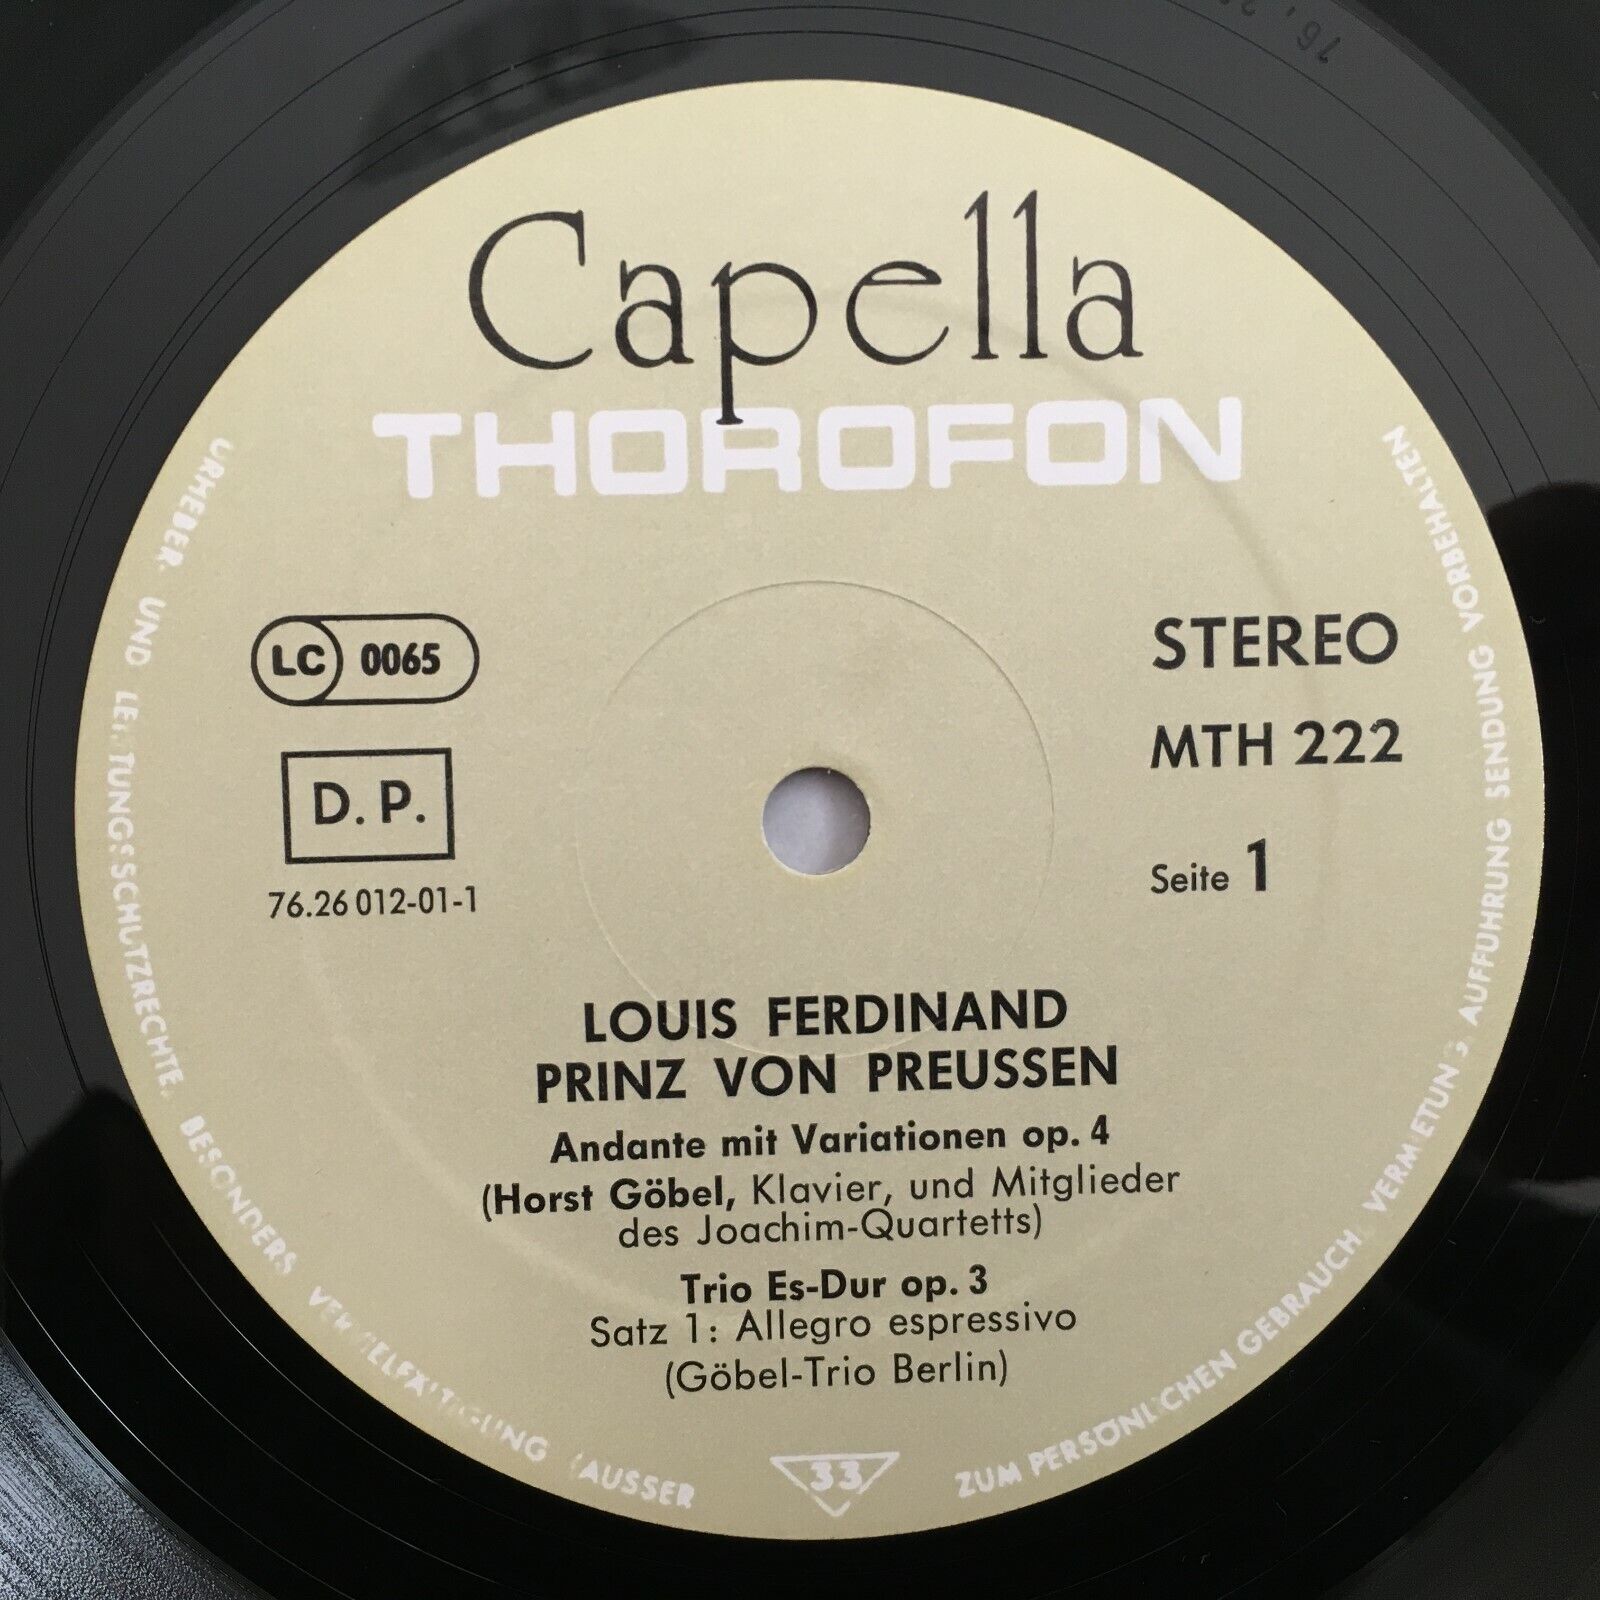 Capella
THOROFON
LC 0065
D. P.
76.26 012-01-1
STEREO
MTH 222
Seite 1
LOUIS FERDINAND
PRINZ VON PREUSSEN
Andante mit Variationen op. 4
(Horst Göbel, Klavier, und Mitglieder
des Joachim-Quartetts)
Trio Es-Dur op. 3
Satz 1: Allegro espressivo
(Göbel-Trio Berlin)
33
URHEBER. UND LEISTUNGSSCHUTZRECHTE. BESONDERS VERVIELFÄLTIGUNG (AUSSER ZUM PERSÖNLICHEN GEBRAUCH, VERMIETUNG, AUFFÜHRUNG SENDUNG VORBEHALTEN